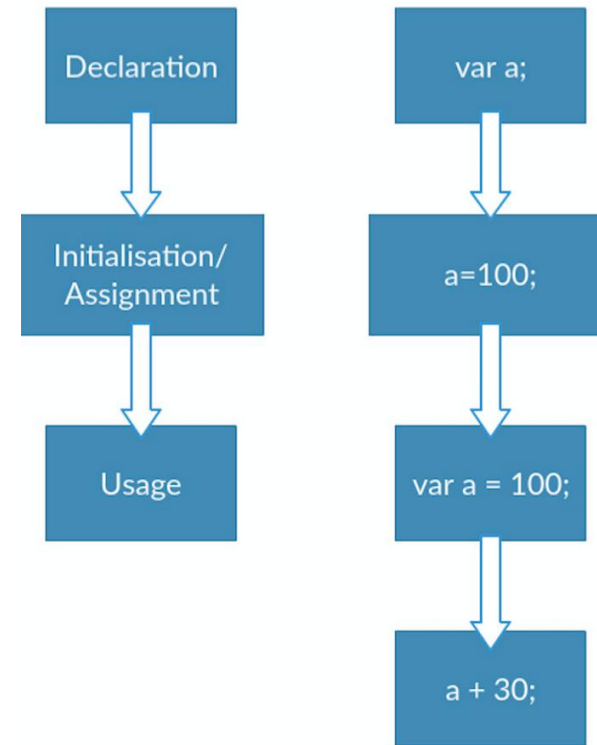 Declaration
var a;
Initialisation/
Assignment
a=100;
Usage
var a = 100;
a + 30;